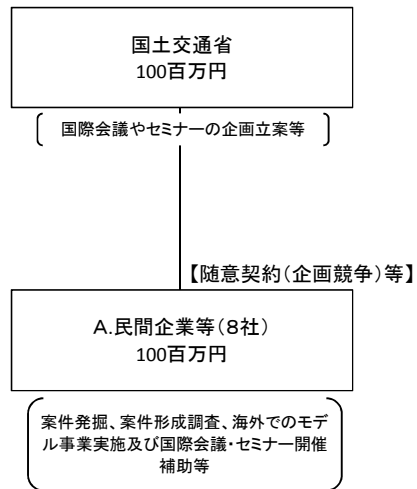 国土交通省
100百万円
国際会議やセミナーの企画立案等
【随意契約(企画競争)等】
A.民間企業等(8社)
100百万円
案件発掘、案件形成調査、海外でのモデ
ル事業実施及び国際会議・セミナー開催
補助等